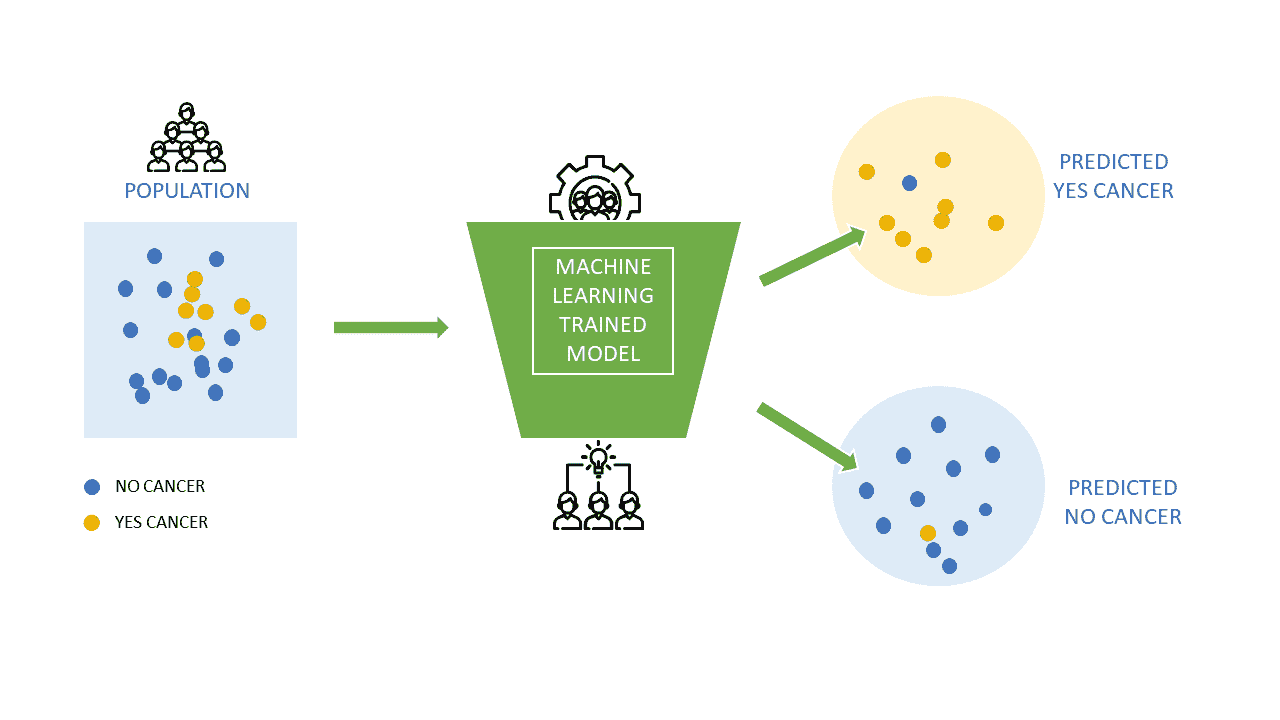 POPULATION
NO CANCER
YES CANCER
MACHINE
LEARNING
TRAINED
MODEL
PREDICTED
YES CANCER
PREDICTED
NO CANCER